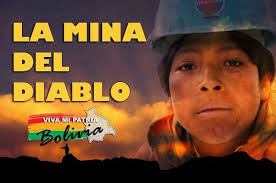 LA MINA
DEL
DIABLO
VIVA MI PATRIA
Bolivia